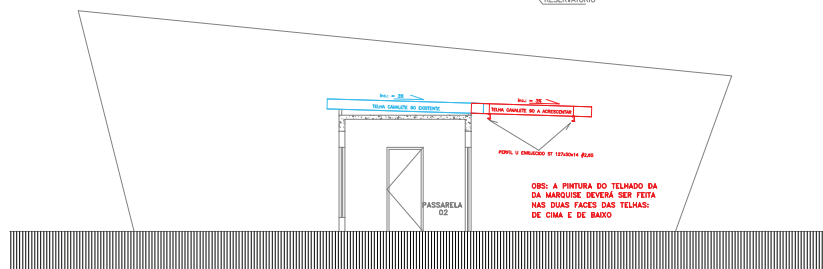 RESERVATÓRIO
INCL = 3%
TELHA CANALETE 90 EXISTENTE
INCL = 3%
TELHA CANALETE 90 A ACRESCENTAR
PERFIL U ENRIJECIDO ST 127x50x14 #2,65
OBS: A PINTURA DO TELHADO DA
DA MARQUISE DEVERÁ SER FEITA
NAS DUAS FACES DAS TELHAS:
DE CIMA E DE BAIXO
PASSARELA
02